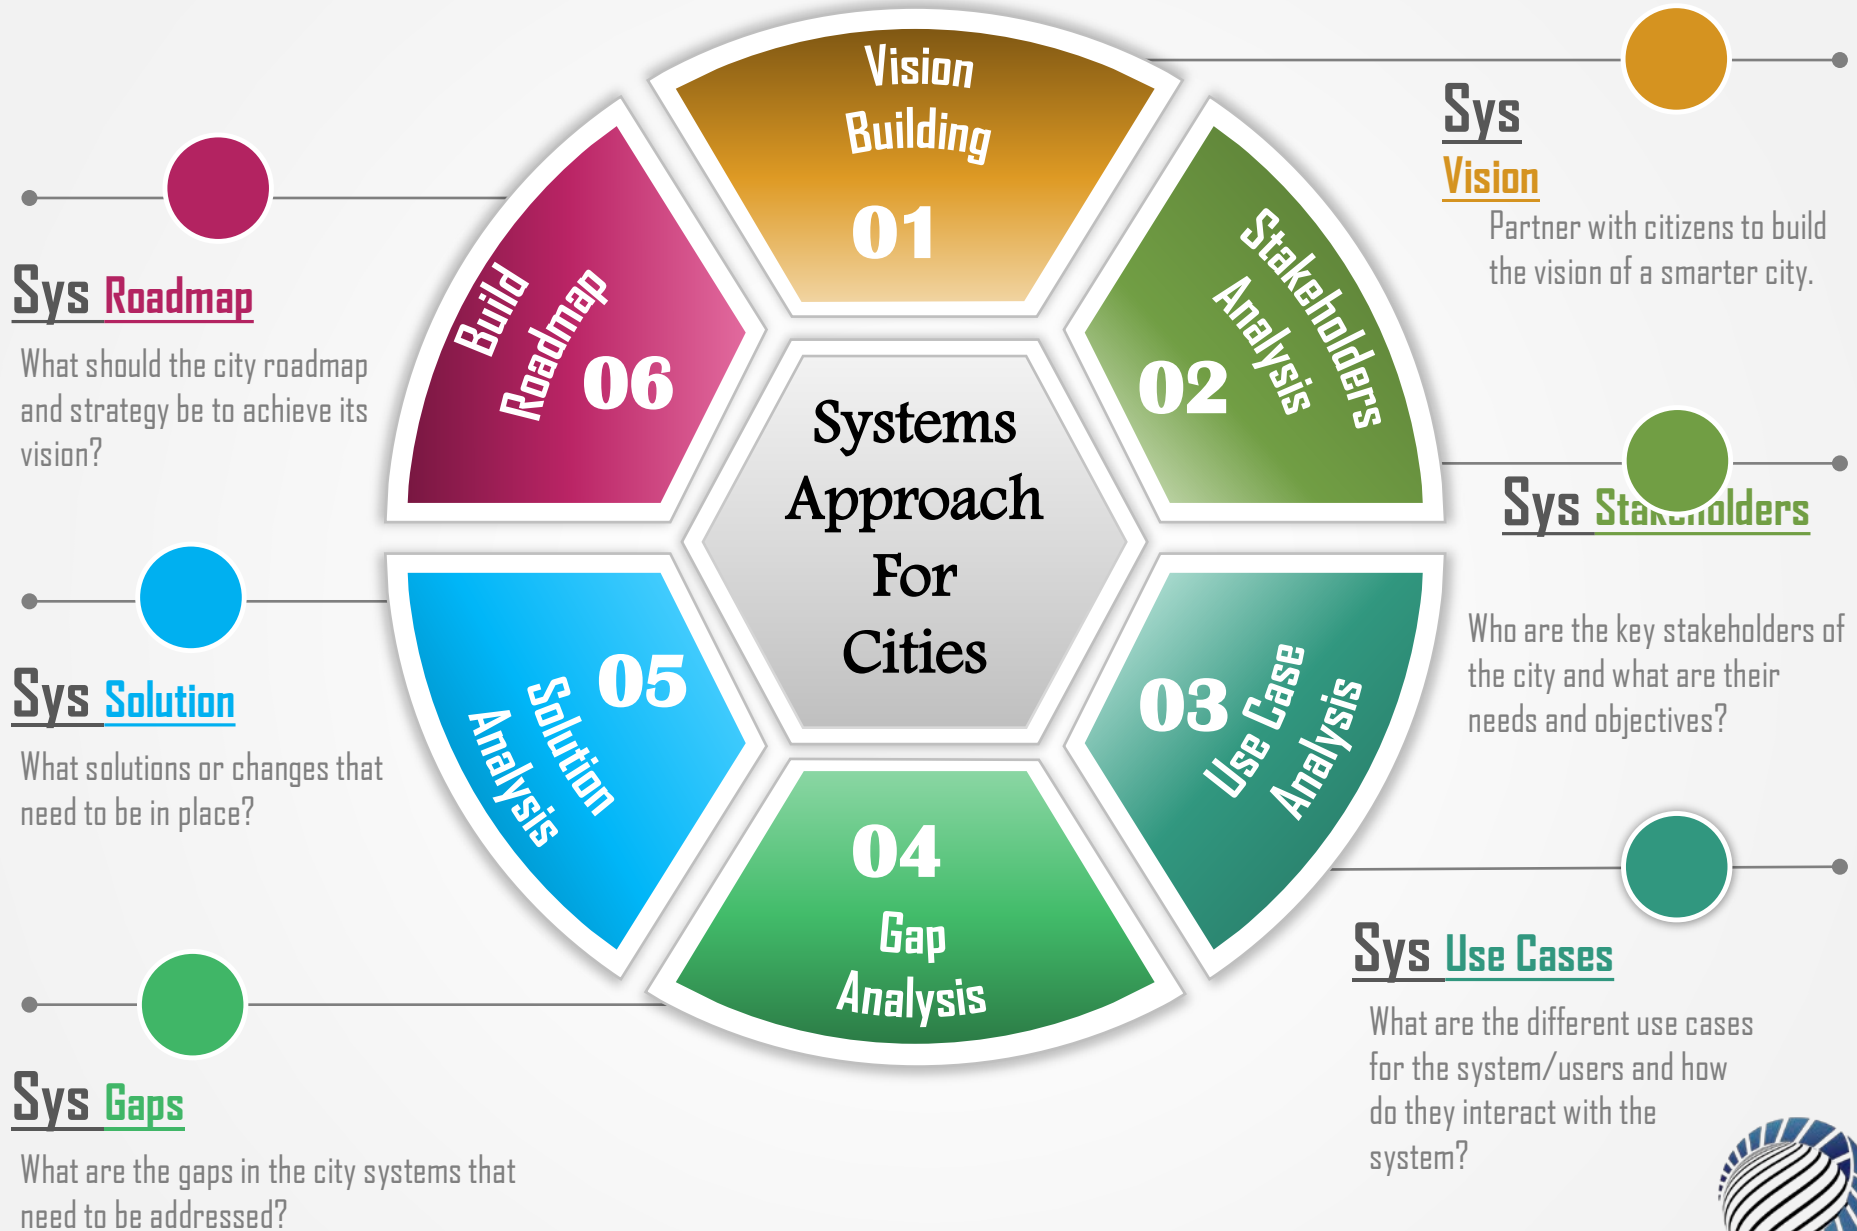 Vision
Building
01
Stakeholders
Analysis
02
03
Use Case
Analysis
04
Gap
Analysis
05
Solution
Analysis
Build
Roadmap
06
Systems
Approach
For
Cities
Sys
Vision
Partner with citizens to build
the vision of a smarter city.
Sys Stakeholders
Who are the key stakeholders of
the city and what are their
needs and objectives?
Sys Use Cases
What are the different use cases
for the system/users and how
do they interact with the
system?
Sys Gaps
What are the gaps in the city systems that
need to be addressed?
Sys Solution
What solutions or changes that
need to be in place?
Sys Roadmap
What should the city roadmap
and strategy be to achieve its
vision?